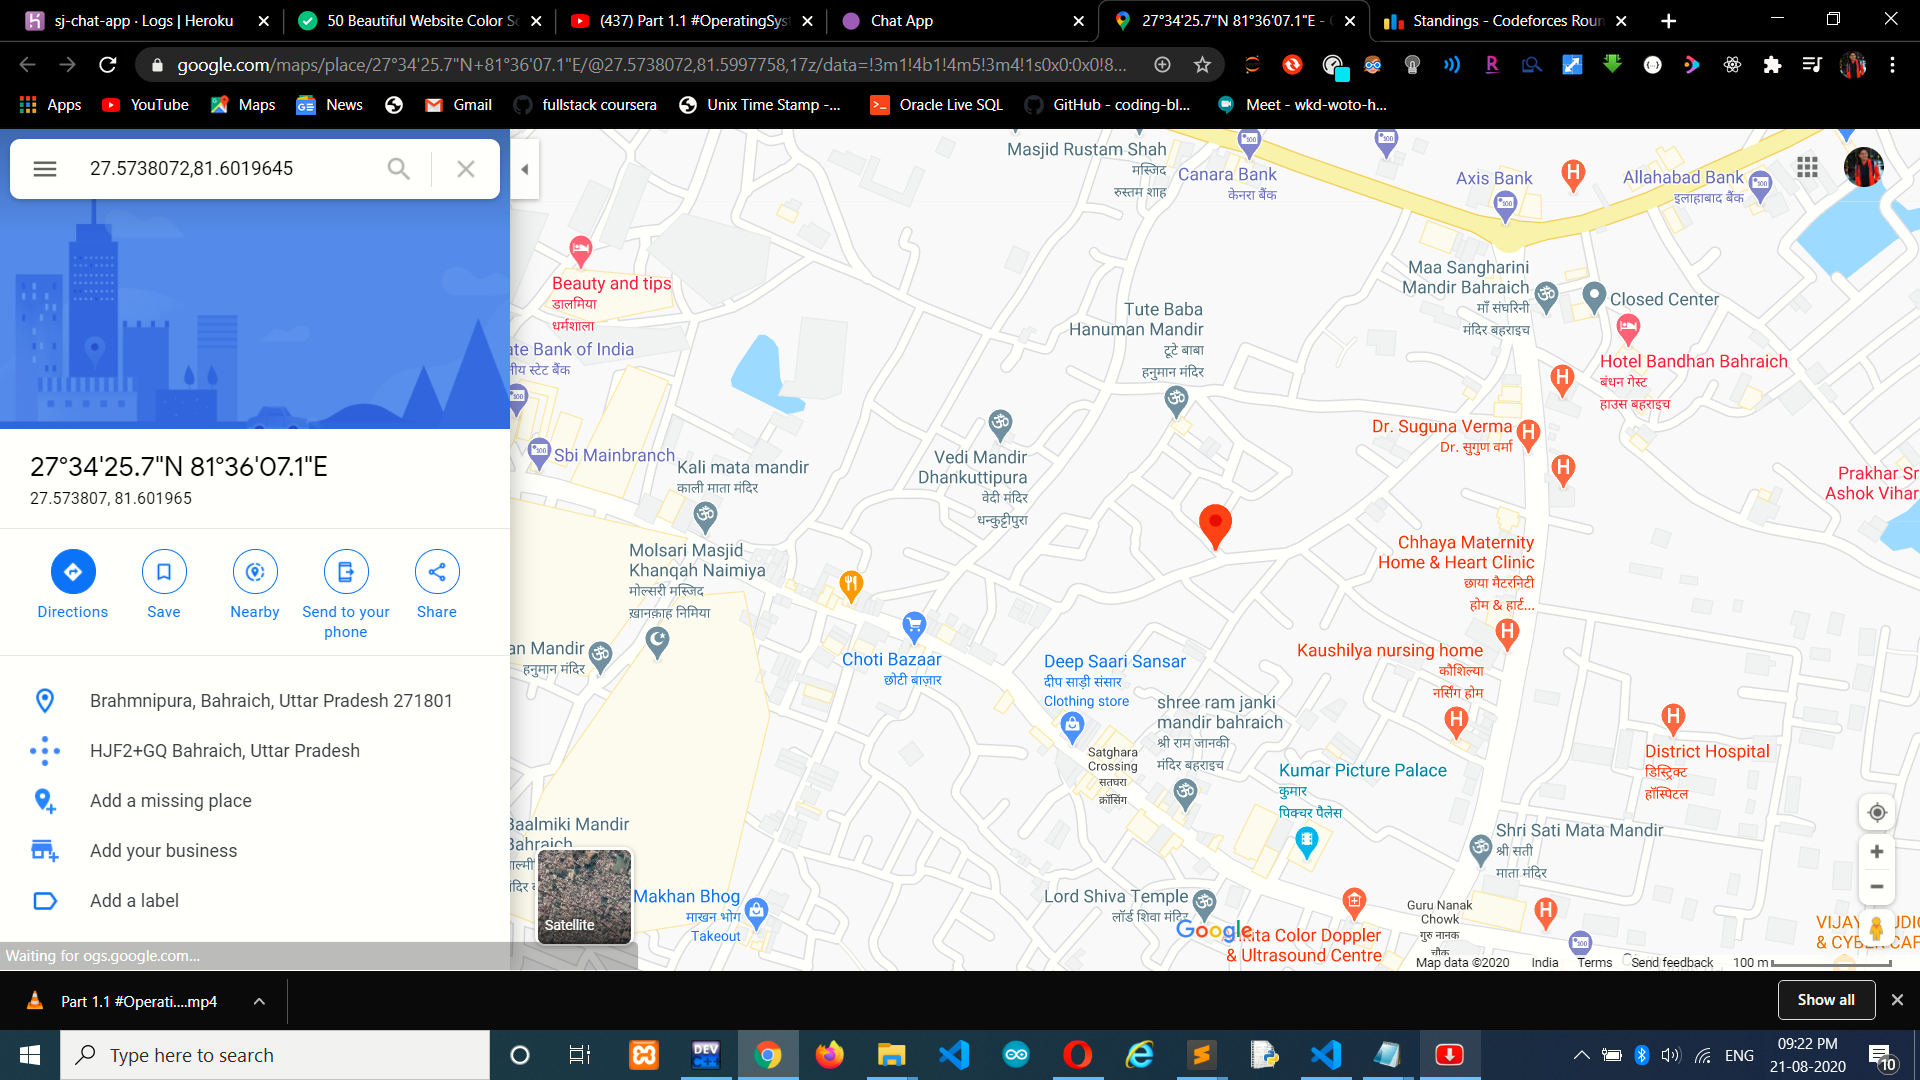 sj-chat-app · Logs | Heroku
50 Beautiful Website Color Sc
(437) Part 1.1 #OperatingSyst
Chat App
27°34'25.7"N 81°36'07.1"E - G
Standings - Codeforces Roun
google.com/maps/place/27°34'25.7"N+81°36'07.1"E/@27.5738072,81.5997758,17z/data=!3m1!4b1!4m5!3m4!1s0x0:0x0!8...
Apps
YouTube
Maps
News
Gmail
fullstack coursera
Unix Time Stamp -...
Oracle Live SQL
GitHub - coding-bl...
Meet - wkd-woto-h...
27.5738072,81.6019645
27°34'25.7"N 81°36'07.1"E
27.573807, 81.601965
Directions
Save
Nearby
Send to your
phone
Share
Brahmnipura, Bahraich, Uttar Pradesh 271801
HJF2+GQ Bahraich, Uttar Pradesh
Add a missing place
Add your business
Add a label
Waiting for ogs.google.com...
Masjid Rustam Shah
मस्जिद
रुस्तम शाह
Canara Bank
केनरा बैंक
Axis Bank
Allahabad Bank
इलाहाबाद बैंक
Beauty and tips
डालमिया
धर्मशाला
ate Bank of India
नीय स्टेट बैंक
Tute Baba
Hanuman Mandir
टूटे बाबा
हनुमान मंदिर
Maa Sangharini
Mandir Bahraich
माँ संघरिनी
मंदिर बहराइच
Closed Center
Hotel Bandhan Bahraich
बंधन गेस्ट
हाउस बहराइच
Sbi Mainbranch
Kali mata mandir
काली माता मंदिर
Vedi Mandir
Dhankuttipura
वेदी मंदिर
धन्कुट्टीपुरा
Dr. Suguna Verma
Dr. सुगुण वर्मा
Prakhar Sr
Ashok Vihar
Molsari Masjid
Khanqah Naimiya
मोल्सरी मस्जिद
ख़ानक़ाह निमिया
Chhaya Maternity
Home & Heart Clinic
छाया मैटरनिटी
होम & हार्ट...
an Mandir
हनुमान मंदिर
Choti Bazaar
छोटी बाज़ार
Deep Saari Sansar
दीप साड़ी संसार
Clothing store
Kaushilya nursing home
कौशिल्या
नर्सिंग होम
shree ram janki
mandir bahraich
श्री राम जानकी
मंदिर बहराइच
Satghara
Crossing
सतघरा
क्रॉसिंग
Kumar Picture Palace
कुमार
पिक्चर पैलेस
District Hospital
डिस्ट्रिक्ट
हॉस्पिटल
Baalmiki Mandir
Bahraich
Shri Sati Mata Mandir
श्री सती
माता मंदिर
Satellite
Makhan Bhog
माखन भोग
Takeout
Lord Shiva Temple
लॉर्ड शिवा मंदिर
Google
Color Doppler
& Ultrasound Centre
Guru Nanak
Chowk
गुरु नानक
चौक
VIJAY
& CYBER CAF
Map data ©2020
India
Terms
Send feedback
100 m
Part 1.1 #Operati....mp4
Show all
Type here to search
DEV
C++
ENG
09:22 PM
21-08-2020
10